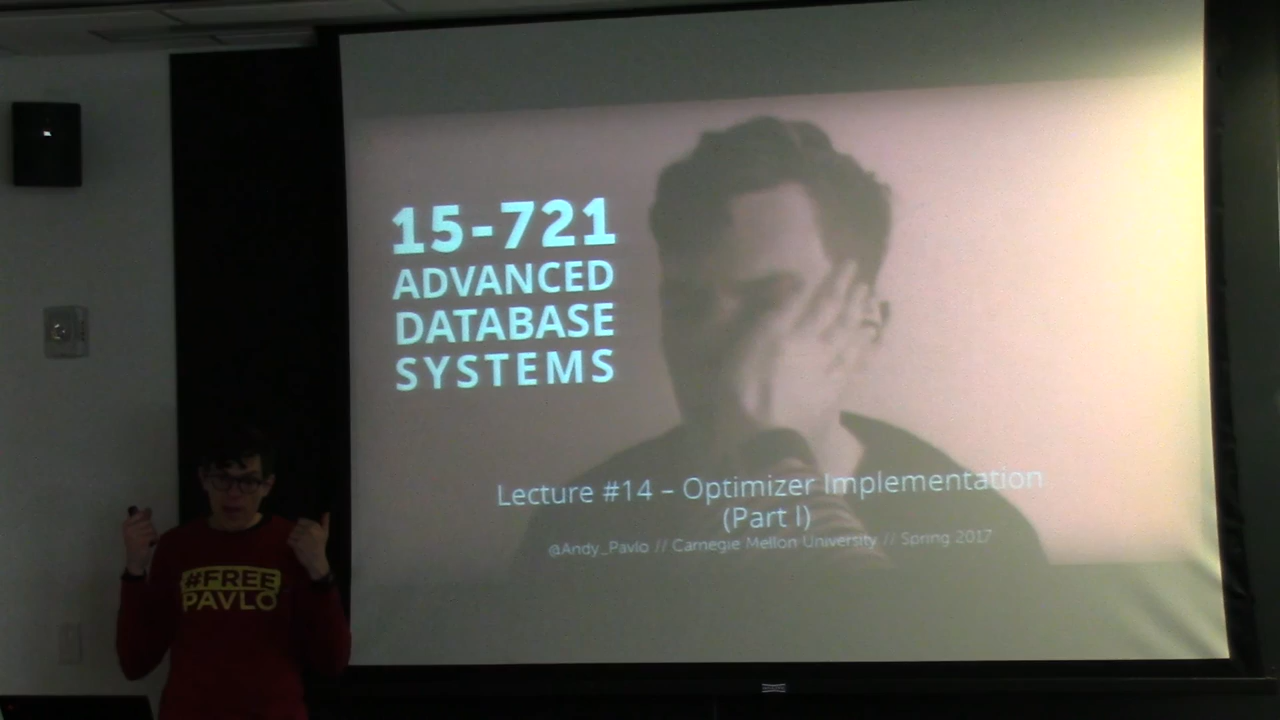 15-721
ADVANCED
DATABASE
SYSTEMS
Lecture #14 – Optimizer Implementation
(Part I)
@Andy_Pavlo // Carnegie Mellon University // Spring 2017
#FREE
PAVLO